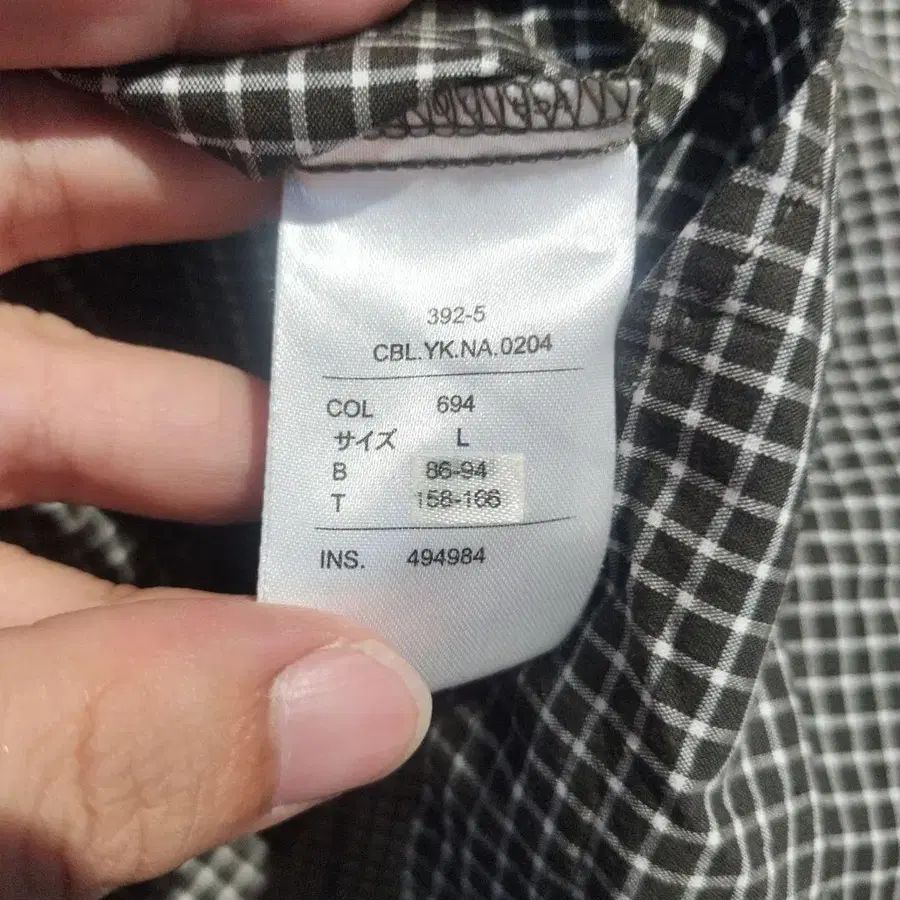 392-5
CBL.YK.NA.0204
COL 694
サイズ L
B 86-94
T 158-166
INS. 494984